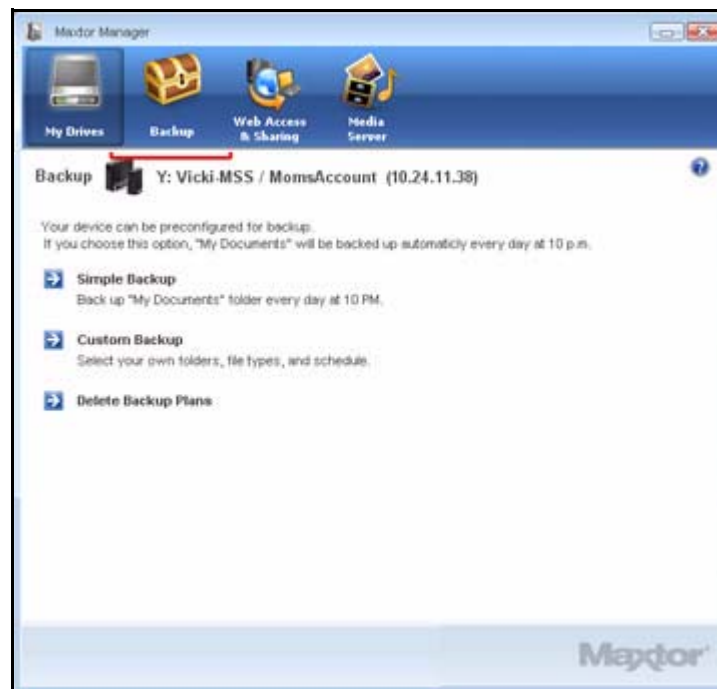 Maxtor Manager
My Drives
Backup
Web Access
& Sharing
Media
Server
Backup Y: Vicki-MSS / MomsAccount (10.24.11.38)
Your device can be preconfigured for backup.
If you choose this option, "My Documents" will be backed up automaticly every day at 10 p.m.
Simple Backup
Back up "My Documents" folder every day at 10 PM.
Custom Backup
Select your own folders, file types, and schedule.
Delete Backup Plans
Maxtor